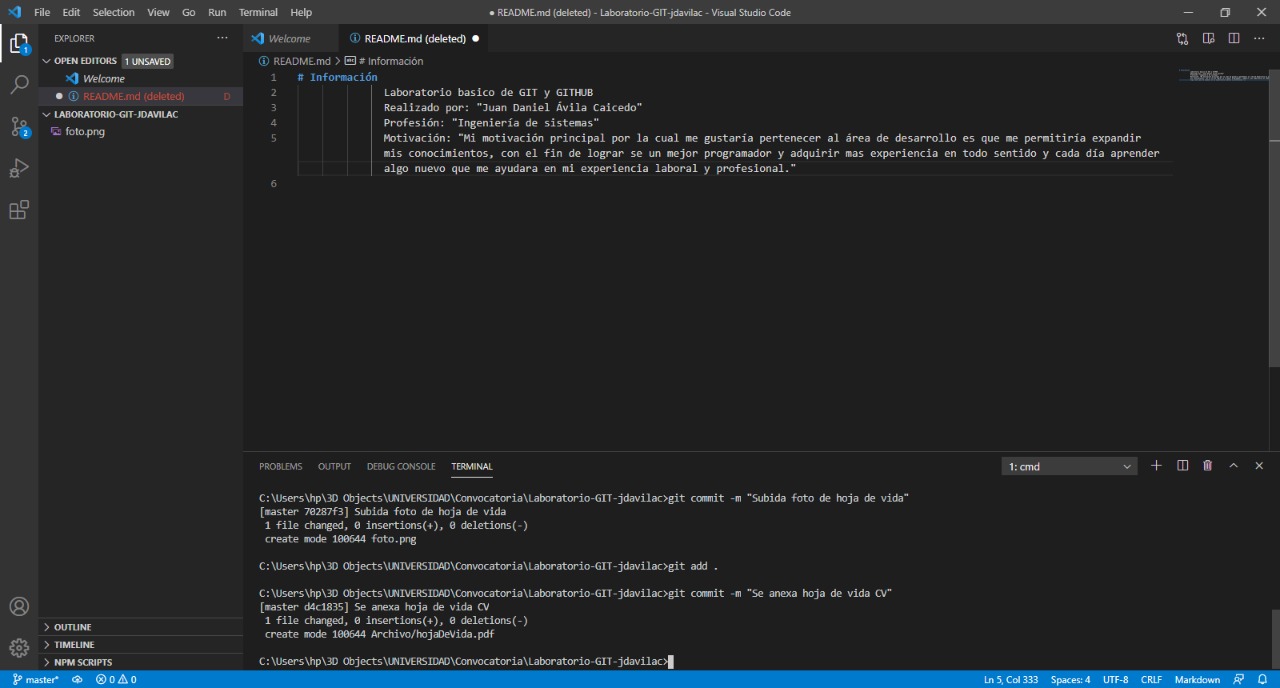 File Edit Selection View Go Run Terminal Help ● README.md (deleted) - Laboratorio-GIT-jdavilac - Visual Studio Code
EXPLORER
1
OPEN EDITORS 1 UNSAVED
Welcome
README.md (deleted) D
LABORATORIO-GIT-JDAVILAC
foto.png
2
OUTLINE
TIMELINE
NPM SCRIPTS
Welcome README.md (deleted)
README.md > # Información
1 # Información
2 Laboratorio basico de GIT y GITHUB
3 Realizado por: "Juan Daniel Ávila Caicedo"
4 Profesión: "Ingeniería de sistemas"
5 Motivación: "Mi motivación principal por la cual me gustaría pertenecer al área de desarrollo es que me permitiría expandir
mis conocimientos, con el fin de lograr se un mejor programador y adquirir mas experiencia en todo sentido y cada día aprender
algo nuevo que me ayudara en mi experiencia laboral y profesional."
6
PROBLEMS OUTPUT DEBUG CONSOLE TERMINAL 1: cmd
C:\Users\hp\3D Objects\UNIVERSIDAD\Convocatoria\Laboratorio-GIT-jdavilac>git commit -m "Subida foto de hoja de vida"
[master 70287f3] Subida foto de hoja de vida
1 file changed, 0 insertions(+), 0 deletions(-)
create mode 100644 foto.png
C:\Users\hp\3D Objects\UNIVERSIDAD\Convocatoria\Laboratorio-GIT-jdavilac>git add .
C:\Users\hp\3D Objects\UNIVERSIDAD\Convocatoria\Laboratorio-GIT-jdavilac>git commit -m "Se anexa hoja de vida CV"
[master d4c1835] Se anexa hoja de vida CV
1 file changed, 0 insertions(+), 0 deletions(-)
create mode 100644 Archivo/hojaDeVida.pdf
C:\Users\hp\3D Objects\UNIVERSIDAD\Convocatoria\Laboratorio-GIT-jdavilac>
master* 0 0 Ln 5, Col 333 Spaces: 4 UTF-8 CRLF Markdown